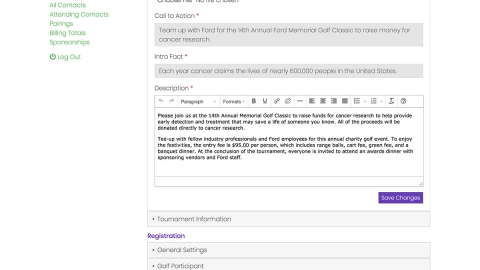 All Contacts
Attending Contacts
Pairings
Billing Totals
Sponsorships
Log Out
No file chosen
Call to Action *
Team up with Ford for the 14th Annual Ford Memorial Golf Classic to raise money for
cancer research.
Intro Fact *
Each year cancer claims the lives of nearly 600,000 people in the United States.
Description *
Paragraph
Formats
B U
Please join us at the 14th Annual Memorial Golf Classic to raise funds for cancer research to help provide
early detection and treatment that may save a life of someone you know. All of the proceeds will be
donated directly to cancer research.
Tee-up with fellow industry professionals and Ford employees for this annual charity golf event. To enjoy
the festivities, the entry fee is $95.00 per person, which includes range balls, cart fee, green fee, and a
banquet dinner. At the conclusion of the tournament, everyone is invited to attend an awards dinner with
sponsoring vendors and Ford staff.
Save Changes
Tournament Information
Registration
General Settings
Golf Participant